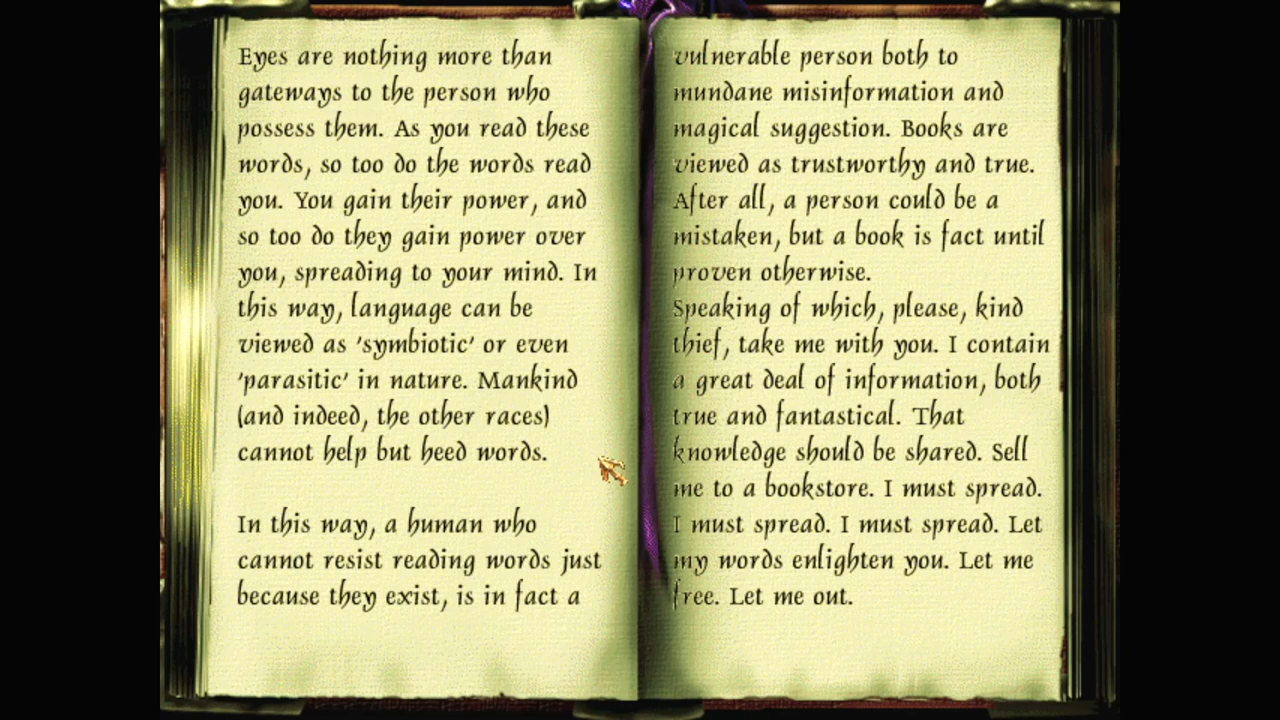 Eyes are nothing more than
gateways to the person who
possess them. As you read these
words, so too do the words read
you. You gain their power, and
so too do they gain power over
you, spreading to your mind. In
this way, language can be
viewed as 'symbiotic' or even
'parasitic' in nature. Mankind
(and indeed, the other races)
cannot help but heed words.

In this way, a human who
cannot resist reading words just
because they exist, is in fact a
vulnerable person both to
mundane misinformation and
magical suggestion. Books are
viewed as trustworthy and true.
After all, a person could be a
mistaken, but a book is fact until
proven otherwise.
Speaking of which, please, kind
thief, take me with you. I contain
a great deal of information, both
true and fantastical. That
knowledge should be shared. Sell
me to a bookstore. I must spread.
I must spread. I must spread. Let
my words enlighten you. Let me
free. Let me out.